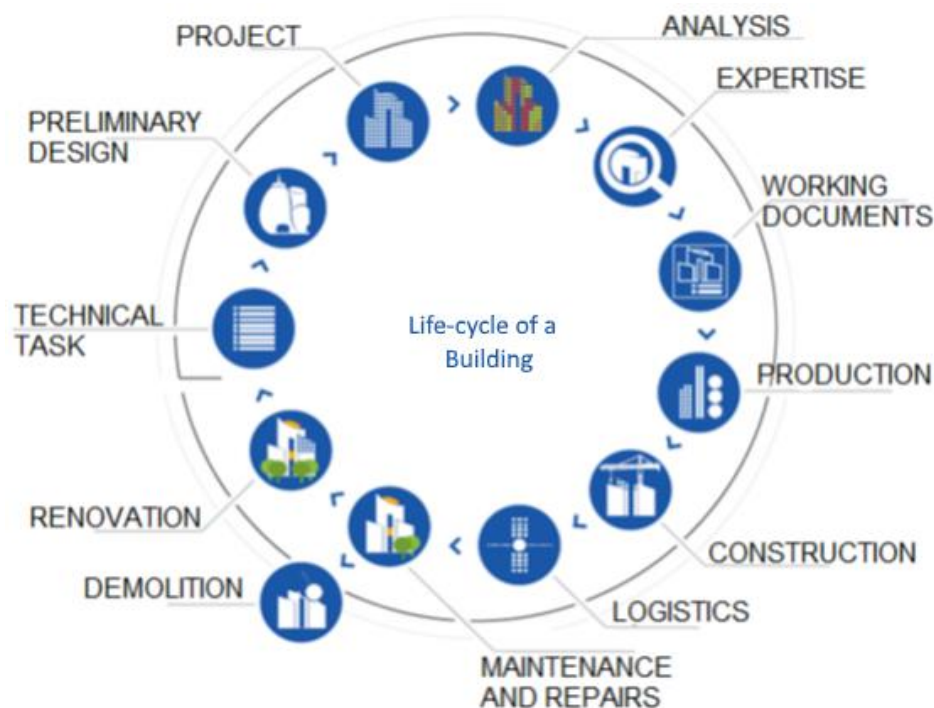 PROJECT
ANALYSIS
EXPERTISE
PRELIMINARY
DESIGN
WORKING
DOCUMENTS
TECHNICAL
TASK
Life-cycle of a
Building
PRODUCTION
RENOVATION
CONSTRUCTION
DEMOLITION
LOGISTICS
MAINTENANCE
AND REPAIRS